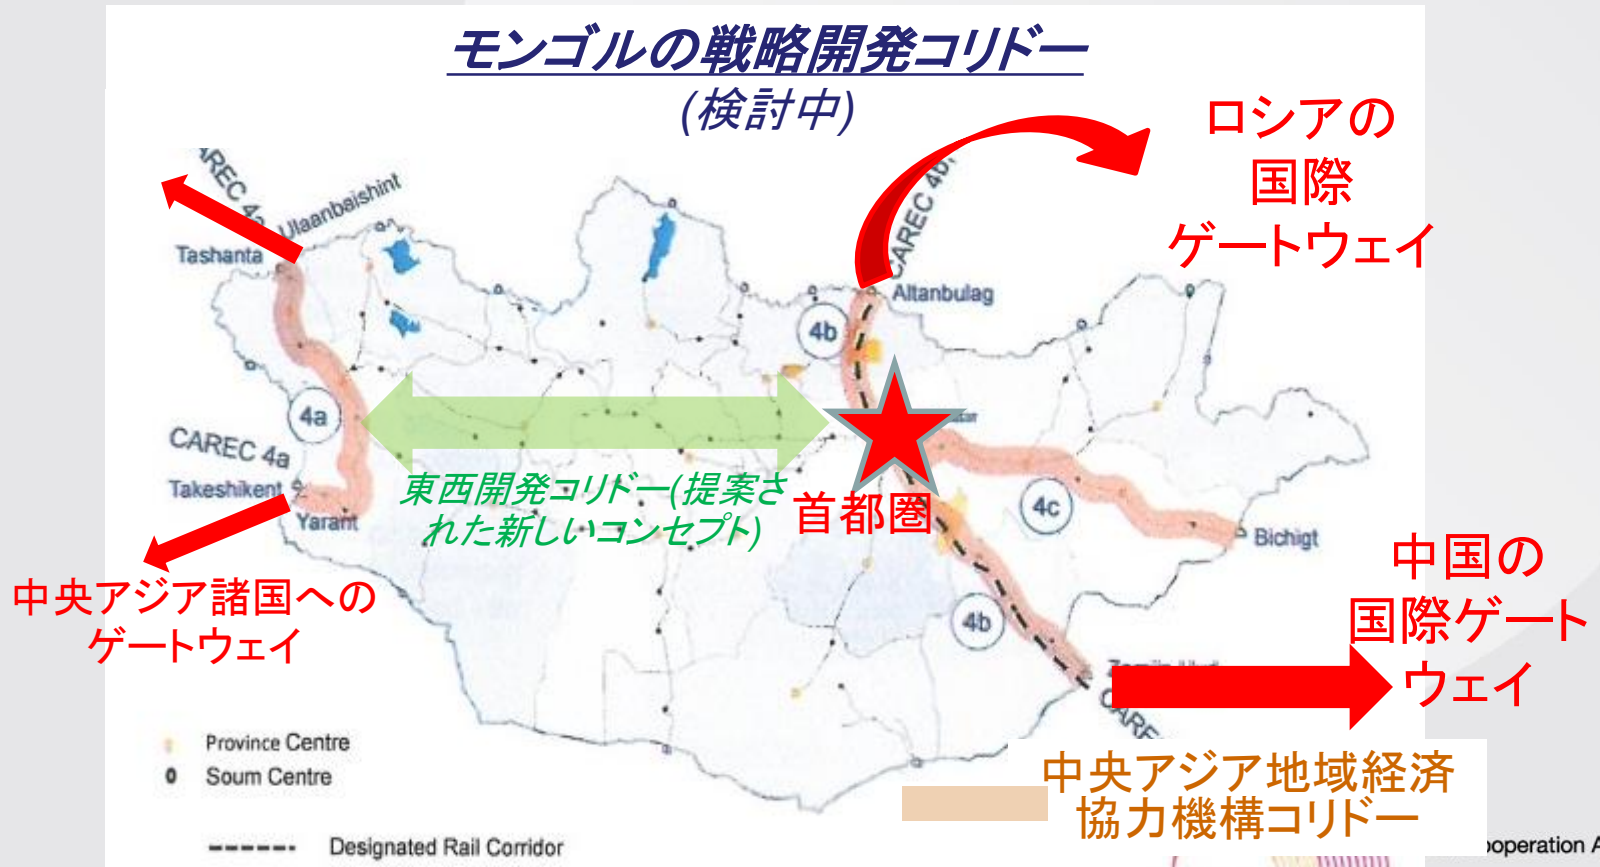 モンゴルの戦略開発コリドー
(検討中)
ロシアの
国際
ゲートウェイ
CAREC 4b
Ulaanbaishint
Tashanta
Altanbulag
4b
4a
CAREC 4a
Takeshikent
Yarant
東西開発コリドー(提案さ
れた新しいコンセプト)
首都圏
4c
Bichigt
中国の
国際ゲート
ウェイ
4b
中央アジア諸国への
ゲートウェイ
Province Centre
Soum Centre
Designated Rail Corridor
中央アジア地域経済
協力機構コリドー